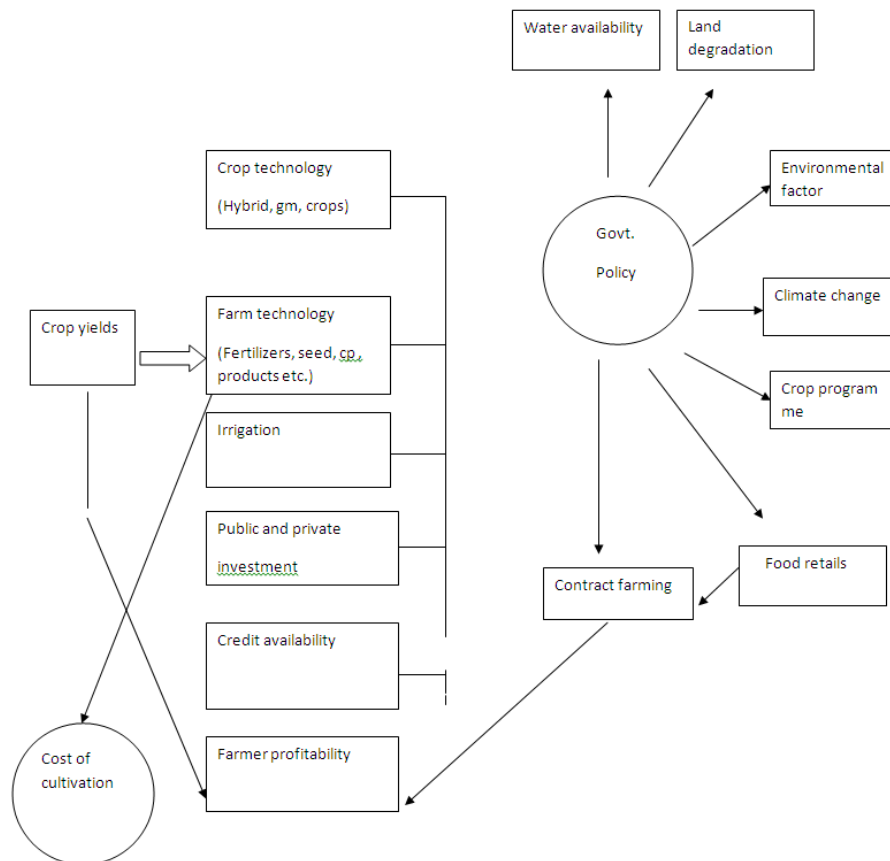 Water availability
Land
degradation
Crop technology
(Hybrid, gm, crops)
Environmental
factor
Govt.
Policy
Climate change
Crop yields
Farm technology
(Fertilizers, seed, cp,
products etc.)
Crop program
me
Irrigation
Public and private
investment
Contract farming
Food retails
Credit availability
Farmer profitability
Cost of
cultivation